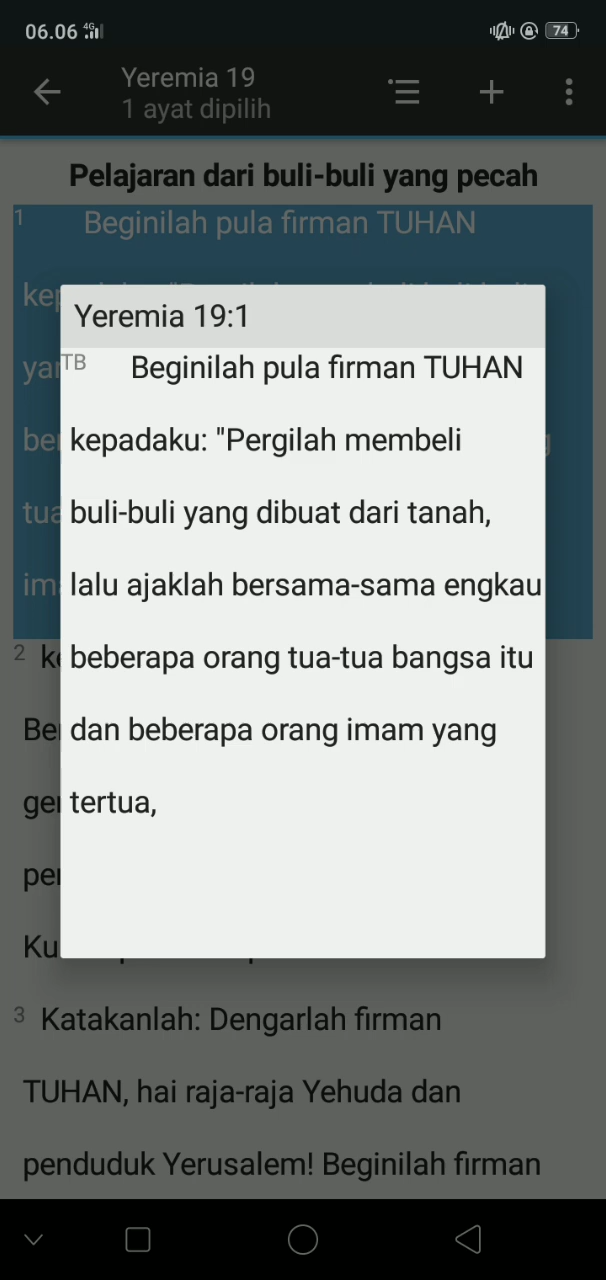 06.06 4G 74
Yeremia 19
1 ayat dipilih
Pelajaran dari buli-buli yang pecah
1 Beginilah pula firman TUHAN
Yeremia 19:1
TB Beginilah pula firman TUHAN
kepadaku: "Pergilah membeli
buli-buli yang dibuat dari tanah,
lalu ajaklah bersama-sama engkau
beberapa orang tua-tua bangsa itu
dan beberapa orang imam yang
tertua,
2
3 Katakanlah: Dengarlah firman
TUHAN, hai raja-raja Yehuda dan
penduduk Yerusalem! Beginilah firman